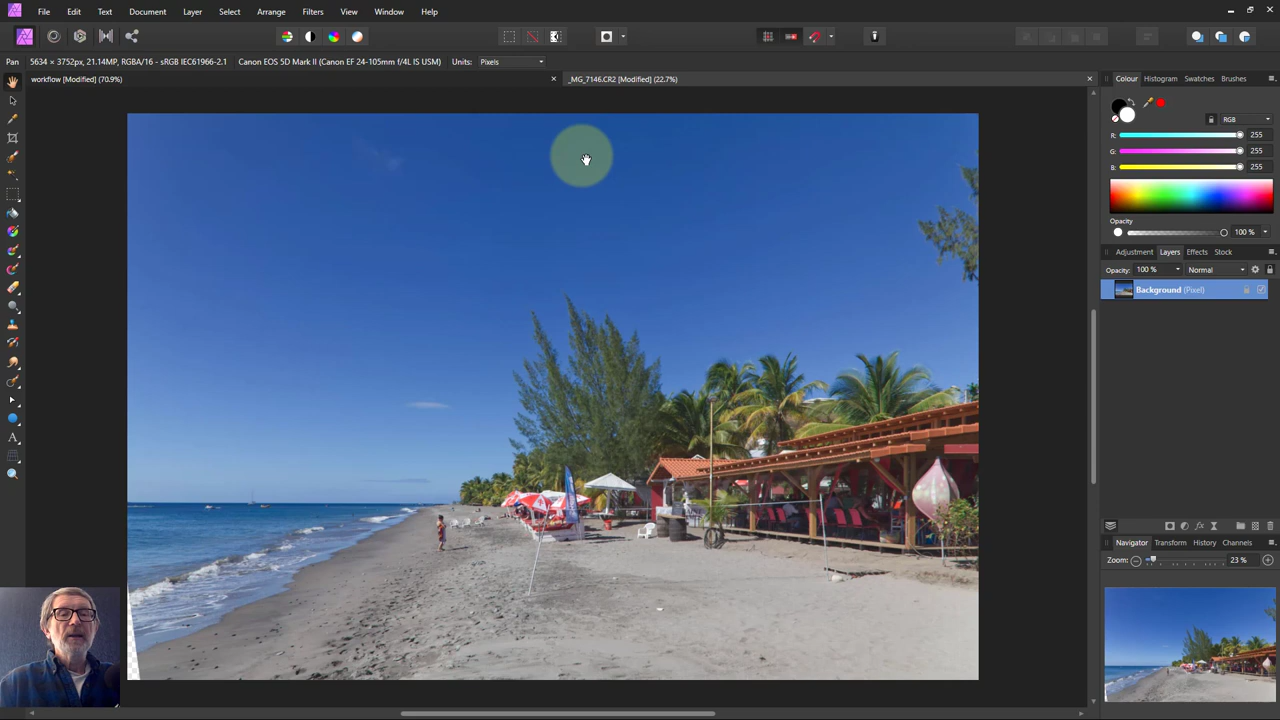 File Edit Text Document Layer Select Arrange Filters View Window Help
Pan 5634 × 3752px, 21.14MP, RGBA/16 - sRGB IEC61966-2.1 Canon EOS 5D Mark II (Canon EF 24-105mm f/4L IS USM) Units: Pixels
workflow [Modified] (70.9%) × _MG_7146.CR2 [Modified] (22.7%) ×
Colour Histogram Swatches Brushes
RGB
R: 255
G: 255
B: 255
Opacity
100 %
Adjustment Layers Effects Stock
Opacity: 100 % Normal
Background (Pixel)
Navigator Transform History Channels
Zoom: 23 %